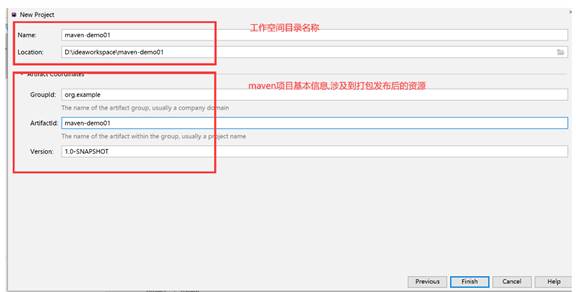 New Project
Name: maven-demo01
工作空间目录名称
Location: D:\ideaworkspace\maven-demo01
Artifact Coordinates
maven项目基本信息,涉及到打包发布后的资源
GroupId: org.example
The name of the artifact group, usually a company domain
ArtifactId: maven-demo01
The name of the artifact within the group, usually a project name
Version: 1.0-SNAPSHOT
Previous Finish Cancel Help